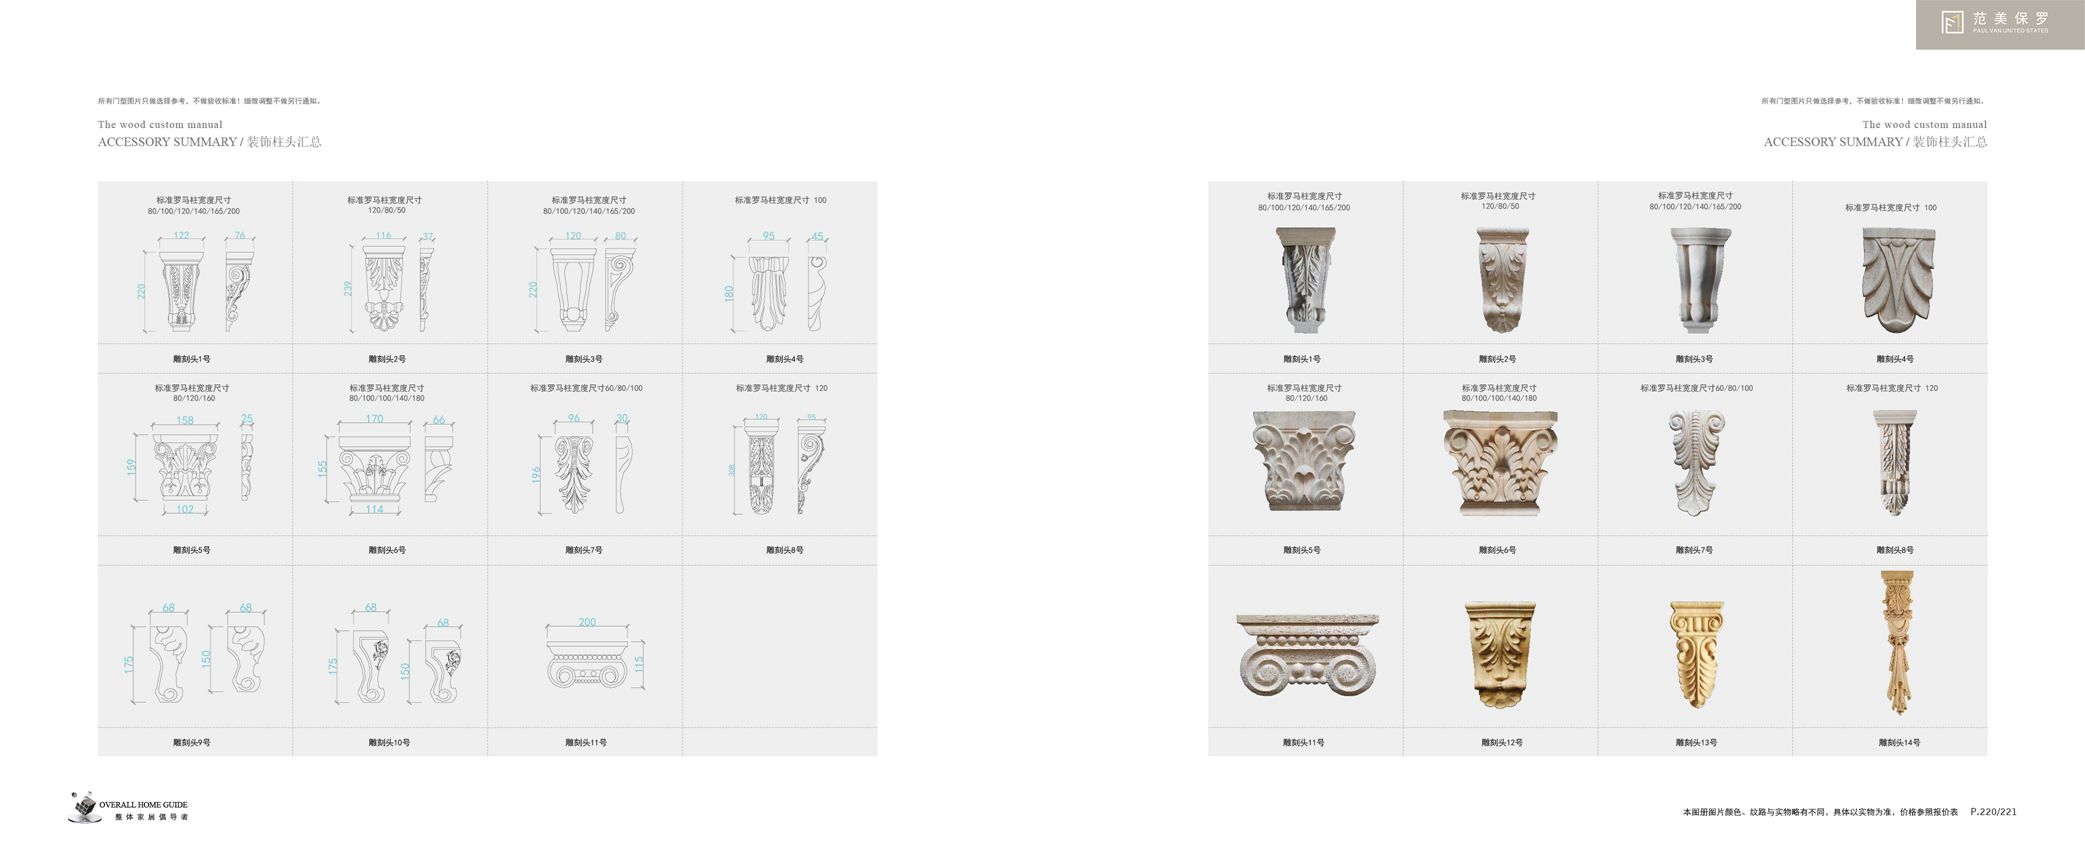 范美保罗
PAUL VAN UNITED STATES
所有门型图片只做选择参考，不做验收标准！细微调整不做另行通知。
The wood custom manual
ACCESSORY SUMMARY / 装饰柱头汇总
标准罗马柱宽度尺寸
80/100/120/140/165/200
122
76
220
雕刻头1号
标准罗马柱宽度尺寸
120/80/50
116
37
239
雕刻头2号
标准罗马柱宽度尺寸
80/100/120/140/165/200
120
80
220
雕刻头3号
标准罗马柱宽度尺寸 100
95
45
180
雕刻头4号
标准罗马柱宽度尺寸
80/120/160
158
25
159
102
雕刻头5号
标准罗马柱宽度尺寸
80/100/100/140/180
170
66
155
114
雕刻头6号
标准罗马柱宽度尺寸60/80/100
96
30
196
雕刻头7号
标准罗马柱宽度尺寸 120
120
95
308
雕刻头8号
68
68
175
150
雕刻头9号
68
68
175
150
雕刻头10号
200
115
雕刻头11号
所有门型图片只做选择参考，不做验收标准！细微调整不做另行通知。
The wood custom manual
ACCESSORY SUMMARY / 装饰柱头汇总
标准罗马柱宽度尺寸
80/100/120/140/165/200
雕刻头1号
标准罗马柱宽度尺寸
120/80/50
雕刻头2号
标准罗马柱宽度尺寸
80/100/120/140/165/200
雕刻头3号
标准罗马柱宽度尺寸 100
雕刻头4号
标准罗马柱宽度尺寸
80/120/160
雕刻头5号
标准罗马柱宽度尺寸
80/100/100/140/180
雕刻头6号
标准罗马柱宽度尺寸60/80/100
雕刻头7号
标准罗马柱宽度尺寸 120
雕刻头8号
雕刻头11号
雕刻头12号
雕刻头13号
雕刻头14号
OVERALL HOME GUIDE
整体家居倡导者
本图册图片颜色、纹路与实物略有不同，具体以实物为准，价格参照报价表 P.220/221